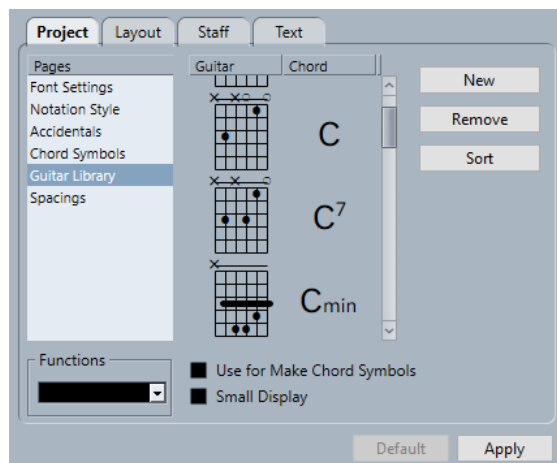 Project Layout Staff Text
Pages
Font Settings
Notation Style
Accidentals
Chord Symbols
Guitar Library
Spacings
Guitar Chord
C
C7
Cmin
New
Remove
Sort
Functions
Use for Make Chord Symbols
Small Display
Default Apply